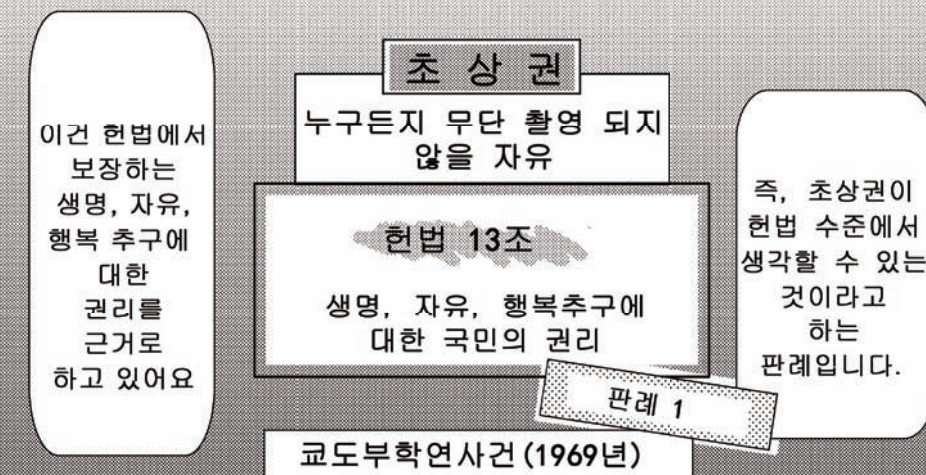 이건 헌법에서
보장하는
생명, 자유,
행복 추구에
대한
권리를
근거로
하고 있어요
초 상 권
누구든지 무단 촬영 되지
않을 자유
헌법 13조
생명, 자유, 행복추구에
대한 국민의 권리
판례 1
쿄도부학연사건(1969년)
즉, 초상권이
헌법 수준에서
생각할 수 있는
것이라고
하는
판례입니다.